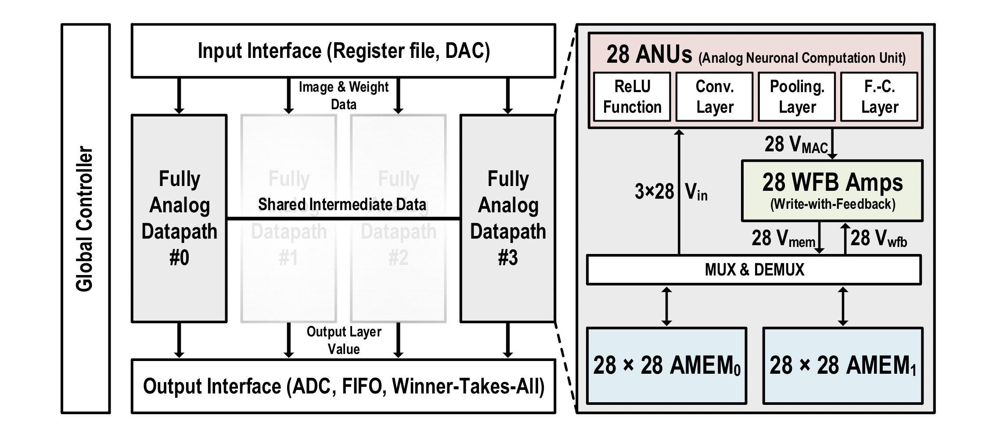 Global Controller
Input Interface (Register file, DAC)
Image & Weight
Data
Fully
Analog
Datapath
#0
Fully
Analog
Datapath
#1
Fully
Analog
Datapath
#2
Fully
Analog
Datapath
#3
Shared Intermediate Data
Output Layer
Value
Output Interface (ADC, FIFO, Winner-Takes-All)
28 ANUs (Analog Neuronal Computation Unit)
ReLU
Function
Conv.
Layer
Pooling.
Layer
F.-C.
Layer
28 VMAC
3×28 Vin
28 WFB Amps
(Write-with-Feedback)
28 Vmem
28 Vwfb
MUX & DEMUX
28 × 28 AMEM0
28 × 28 AMEM1